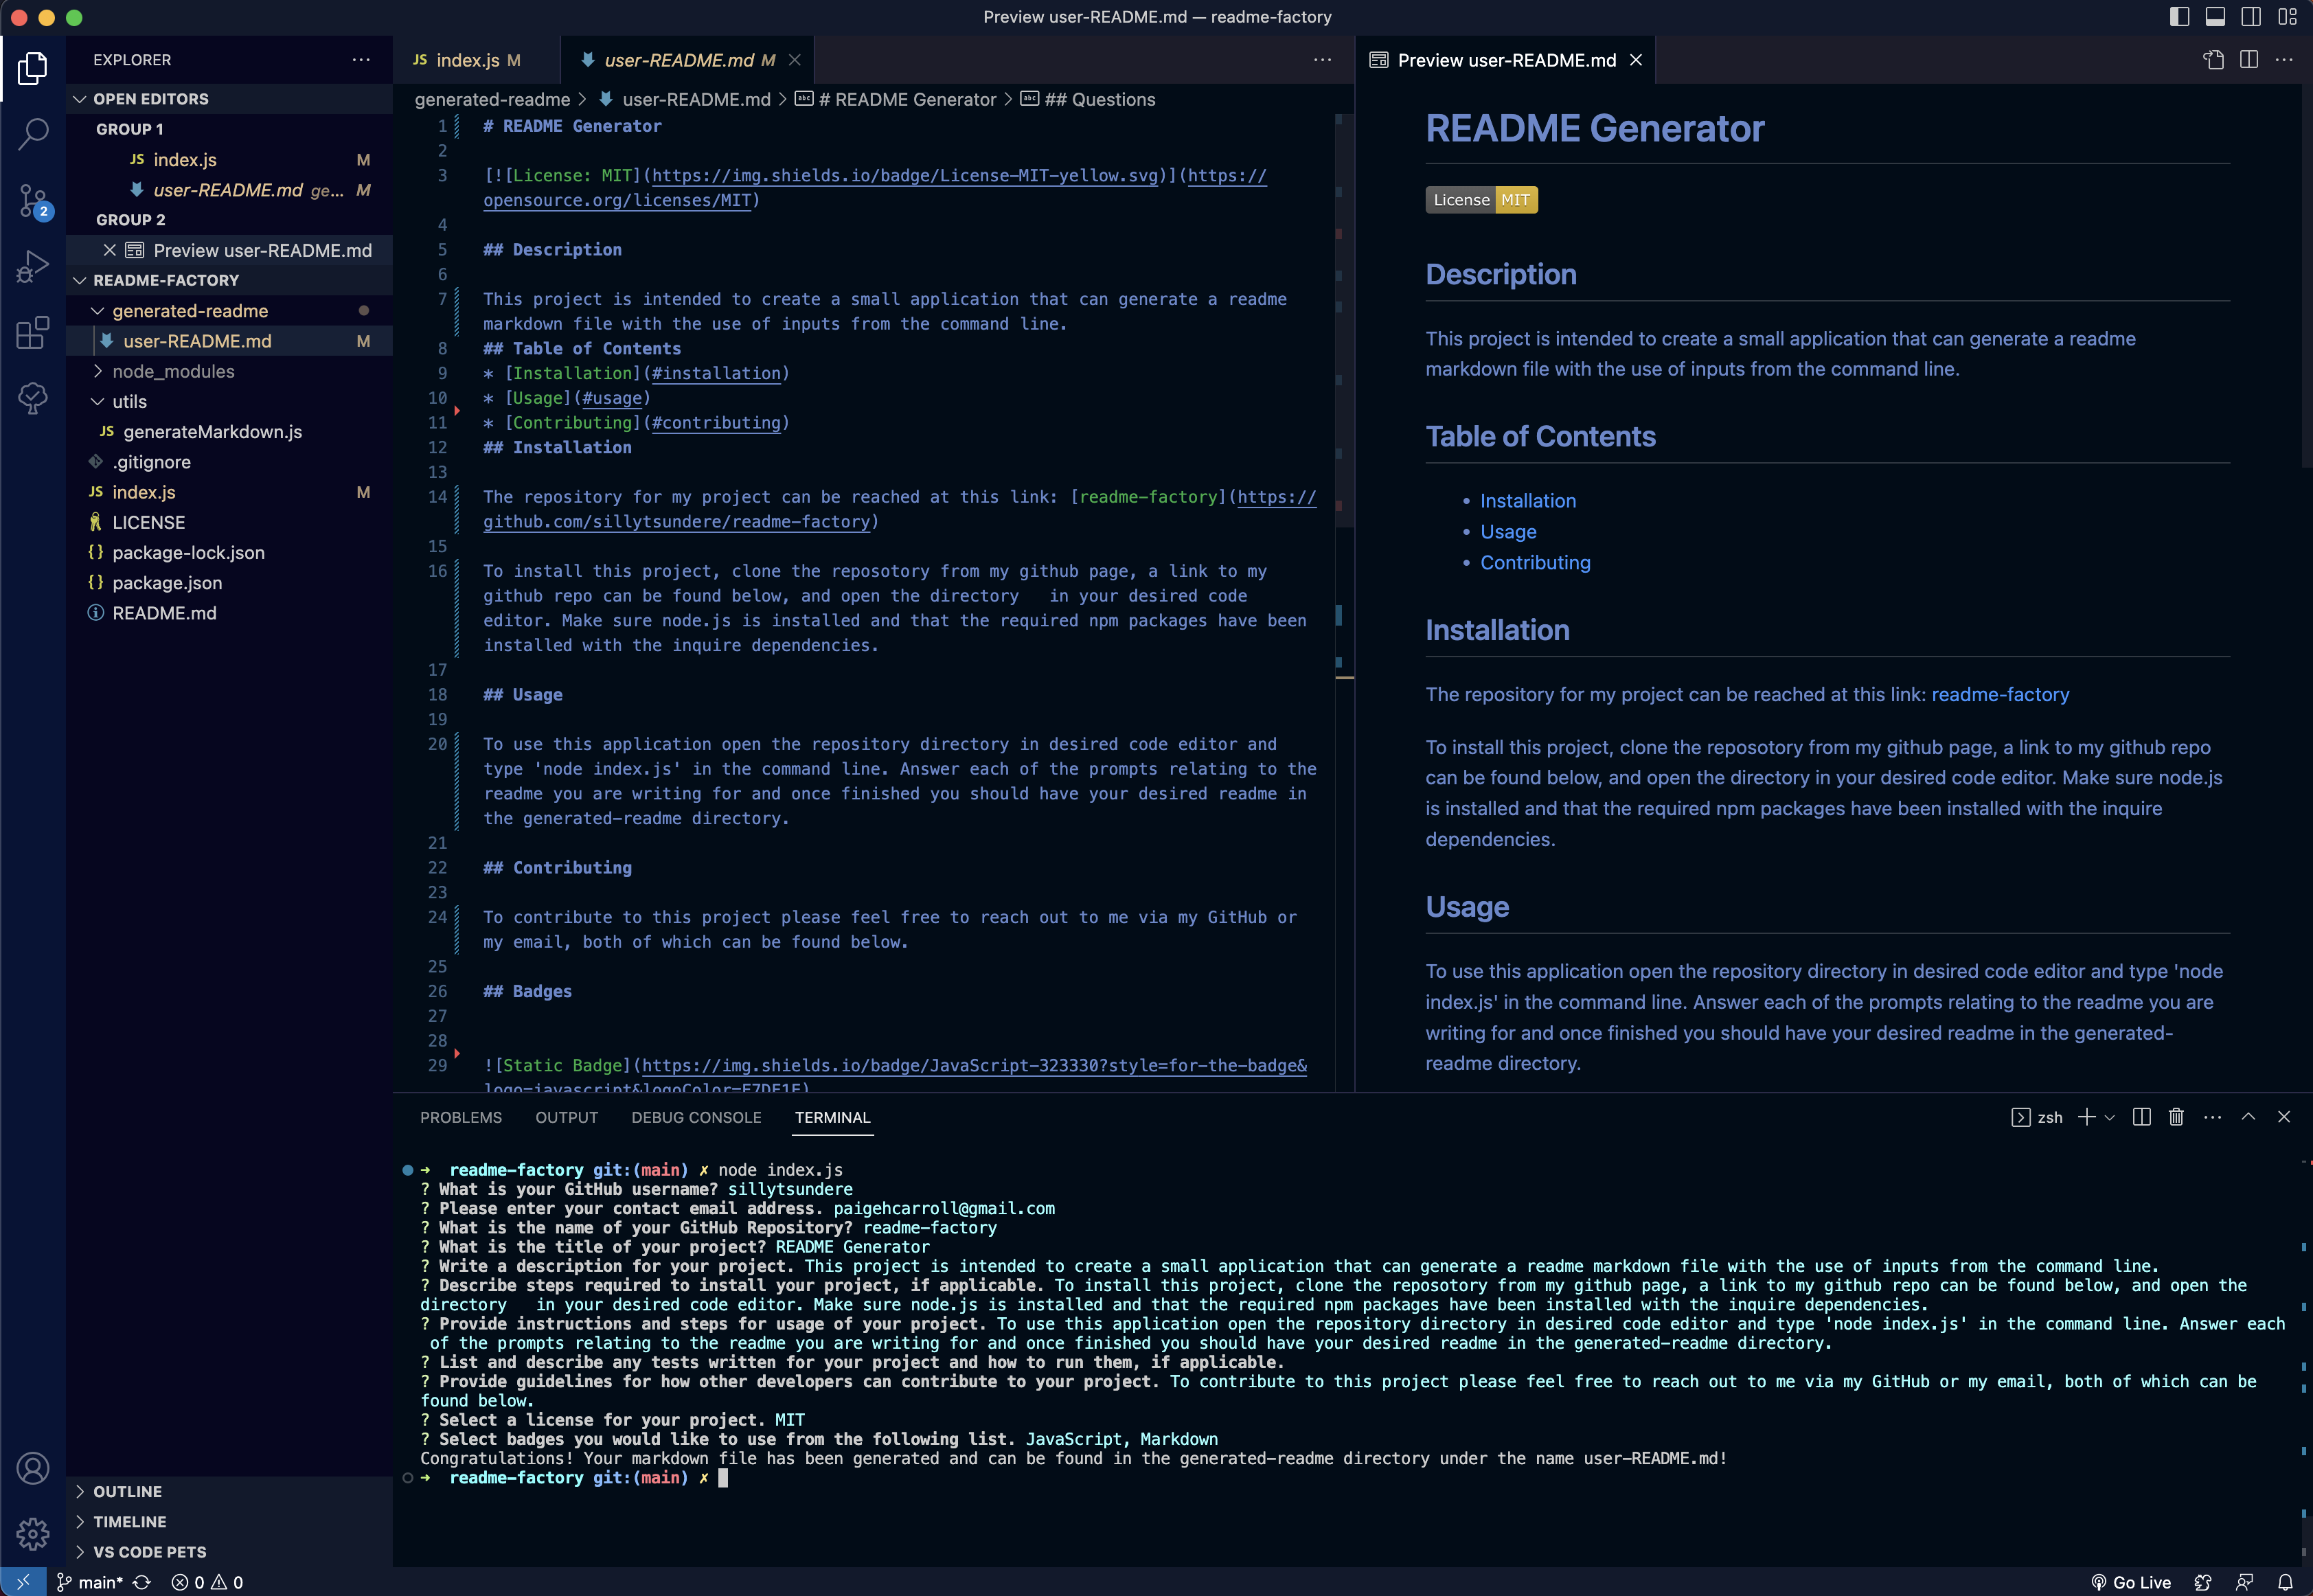 Preview user-README.md — readme-factory
EXPLORER
OPEN EDITORS
GROUP 1
JS index.js M
user-README.md ge... M
GROUP 2
Preview user-README.md
README-FACTORY
generated-readme
user-README.md M
node_modules
utils
JS generateMarkdown.js
.gitignore
JS index.js M
LICENSE
{} package-lock.json
{} package.json
README.md
OUTLINE
TIMELINE
VS CODE PETS
2
JS index.js M
user-README.md M
generated-readme > user-README.md > # README Generator > ## Questions
1 # README Generator
2
3 [![License: MIT](https://img.shields.io/badge/License-MIT-yellow.svg)](https://
opensource.org/licenses/MIT)
4
5 ## Description
6
7 This project is intended to create a small application that can generate a readme
markdown file with the use of inputs from the command line.
8 ## Table of Contents
9 * [Installation](#installation)
10 * [Usage](#usage)
11 * [Contributing](#contributing)
12 ## Installation
13
14 The repository for my project can be reached at this link: [readme-factory](https://
github.com/sillytsundere/readme-factory)
15
16 To install this project, clone the reposotory from my github page, a link to my
github repo can be found below, and open the directory   in your desired code
editor. Make sure node.js is installed and that the required npm packages have been
installed with the inquire dependencies.
17
18 ## Usage
19
20 To use this application open the repository directory in desired code editor and
type 'node index.js' in the command line. Answer each of the prompts relating to the
readme you are writing for and once finished you should have your desired readme in
the generated-readme directory.
21
22 ## Contributing
23
24 To contribute to this project please feel free to reach out to me via my GitHub or
my email, both of which can be found below.
25
26 ## Badges
27
28
29 ![Static Badge](https://img.shields.io/badge/JavaScript-323330?style=for-the-badge&
logo=javascript&logoColor=F7DF1E)
Preview user-README.md
README Generator
License MIT
Description
This project is intended to create a small application that can generate a readme
markdown file with the use of inputs from the command line.
Table of Contents
• Installation
• Usage
• Contributing
Installation
The repository for my project can be reached at this link: readme-factory
To install this project, clone the reposotory from my github page, a link to my github repo
can be found below, and open the directory in your desired code editor. Make sure node.js
is installed and that the required npm packages have been installed with the inquire
dependencies.
Usage
To use this application open the repository directory in desired code editor and type 'node
index.js' in the command line. Answer each of the prompts relating to the readme you are
writing for and once finished you should have your desired readme in the generated-
readme directory.
PROBLEMS OUTPUT DEBUG CONSOLE TERMINAL
zsh
➜ readme-factory git:(main) ✗ node index.js
? What is your GitHub username? sillytsundere
? Please enter your contact email address. paigehcarroll@gmail.com
? What is the name of your GitHub Repository? readme-factory
? What is the title of your project? README Generator
? Write a description for your project. This project is intended to create a small application that can generate a readme markdown file with the use of inputs from the command line.
? Describe steps required to install your project, if applicable. To install this project, clone the reposotory from my github page, a link to my github repo can be found below, and open the
directory   in your desired code editor. Make sure node.js is installed and that the required npm packages have been installed with the inquire dependencies.
? Provide instructions and steps for usage of your project. To use this application open the repository directory in desired code editor and type 'node index.js' in the command line. Answer each
of the prompts relating to the readme you are writing for and once finished you should have your desired readme in the generated-readme directory.
? List and describe any tests written for your project and how to run them, if applicable.
? Provide guidelines for how other developers can contribute to your project. To contribute to this project please feel free to reach out to me via my GitHub or my email, both of which can be
found below.
? Select a license for your project. MIT
? Select badges you would like to use from the following list. JavaScript, Markdown
Congratulations! Your markdown file has been generated and can be found in the generated-readme directory under the name user-README.md!
➜ readme-factory git:(main) ✗
main* 0 0
Go Live